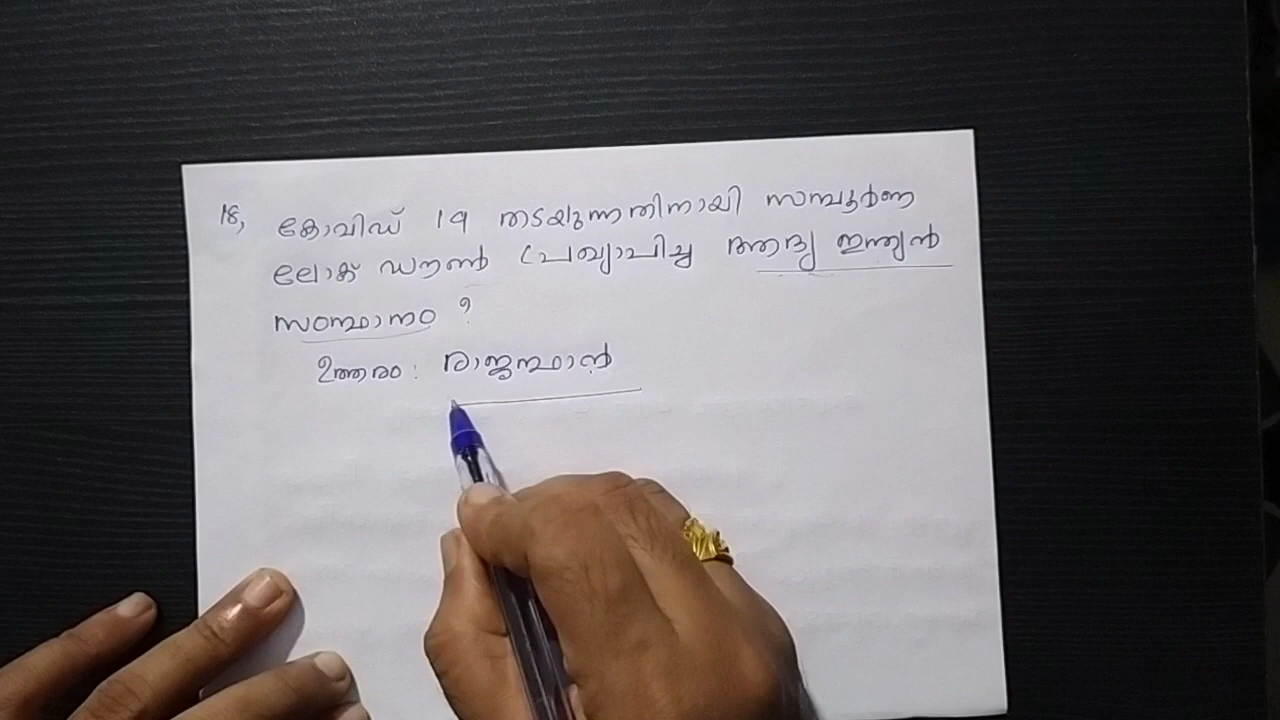 18, കോവിഡ് 19 തടയുന്നതിനായി സമ്പൂർണ
ലോക് ഡൗൺ പ്രഖ്യാപിച്ച ആദ്യ ഇന്ത്യൻ
സംസ്ഥാനം ?
ഉത്തരം : രാജസ്ഥാൻ